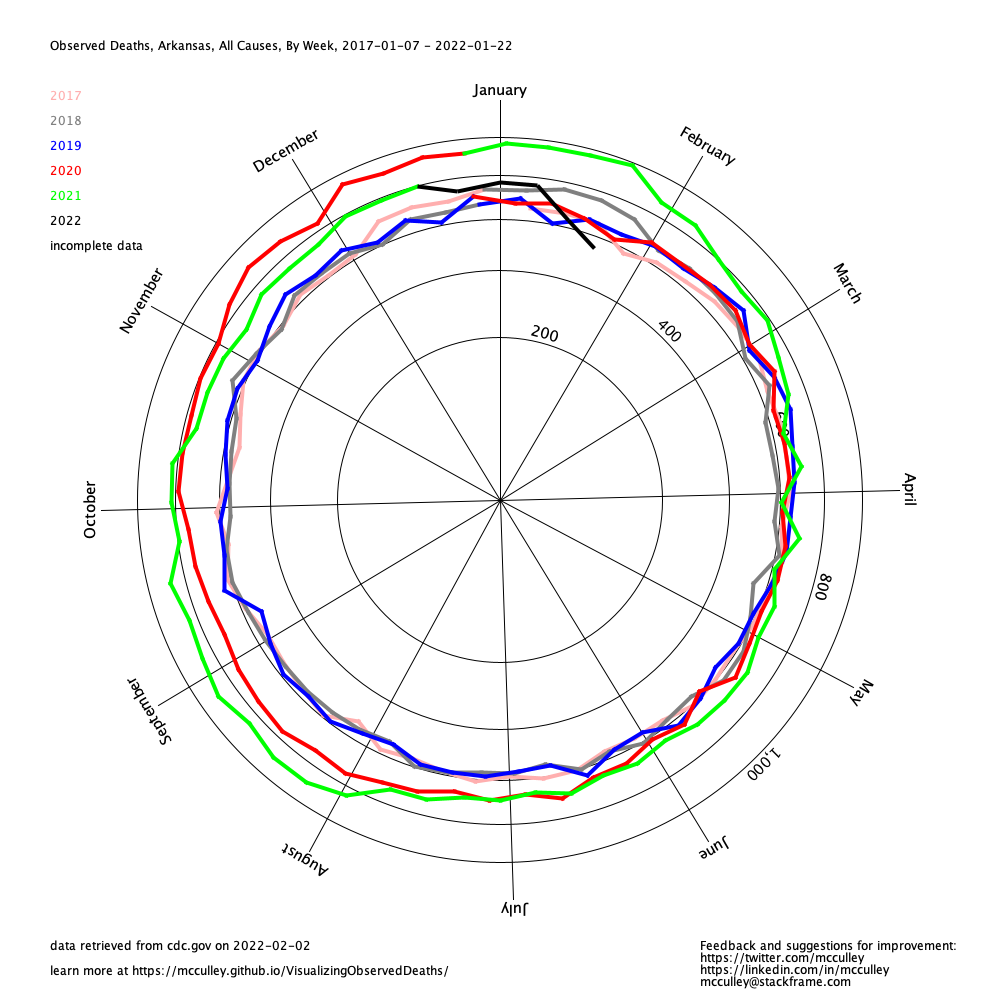 Observed Deaths, Arkansas, All Causes, By Week, 2017-01-07 - 2022-01-22
January
2017
2018
2019
2020
2021
2022
incomplete data
December
February
November
March
200
400
October
April
800
September
May
1,000
August
June
July
data retrieved from cdc.gov on 2022-02-02
learn more at https://mcculley.github.io/VisualizingObservedDeaths/
Feedback and suggestions for improvement:
https://twitter.com/mcculley
https://linkedin.com/in/mcculley
mcculley@stackframe.com